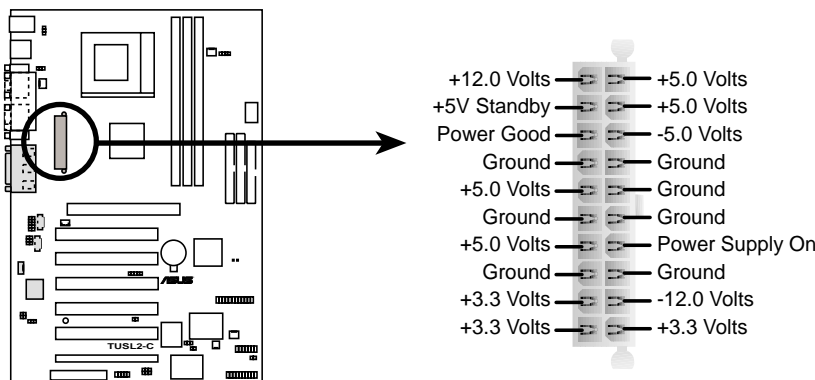 +12.0 Volts +5.0 Volts
+5V Standby +5.0 Volts
Power Good -5.0 Volts
Ground Ground
+5.0 Volts Ground
Ground Ground
+5.0 Volts Power Supply On
Ground Ground
+3.3 Volts -12.0 Volts
+3.3 Volts +3.3 Volts
ASUS
TUSL2-C